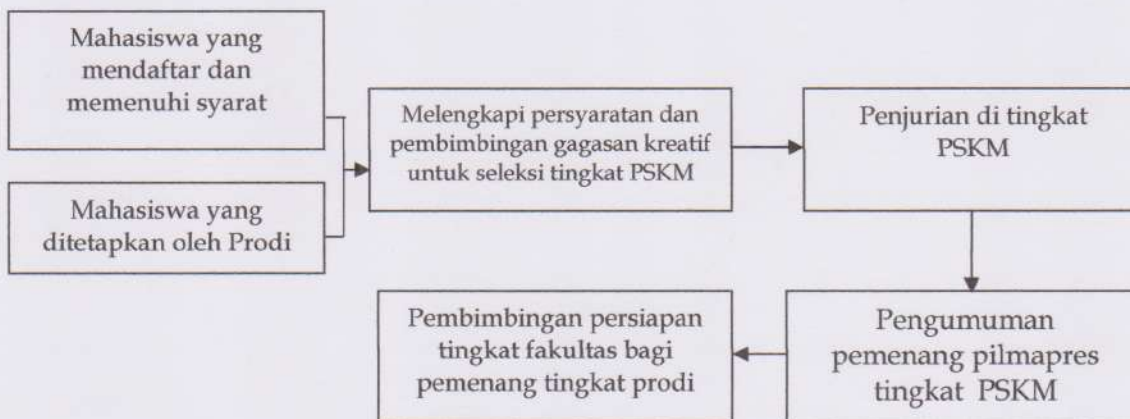 Mahasiswa yang
mendaftar dan
memenuhi syarat
Mahasiswa yang
ditetapkan oleh Prodi
Melengkapi persyaratan dan
pembimbingan gagasan kreatif
untuk seleksi tingkat PSKM
Penjurian di tingkat
PSKM
Pengumuman
pemenang pilmapres
tingkat PSKM
Pembimbingan persiapan
tingkat fakultas bagi
pemenang tingkat prodi